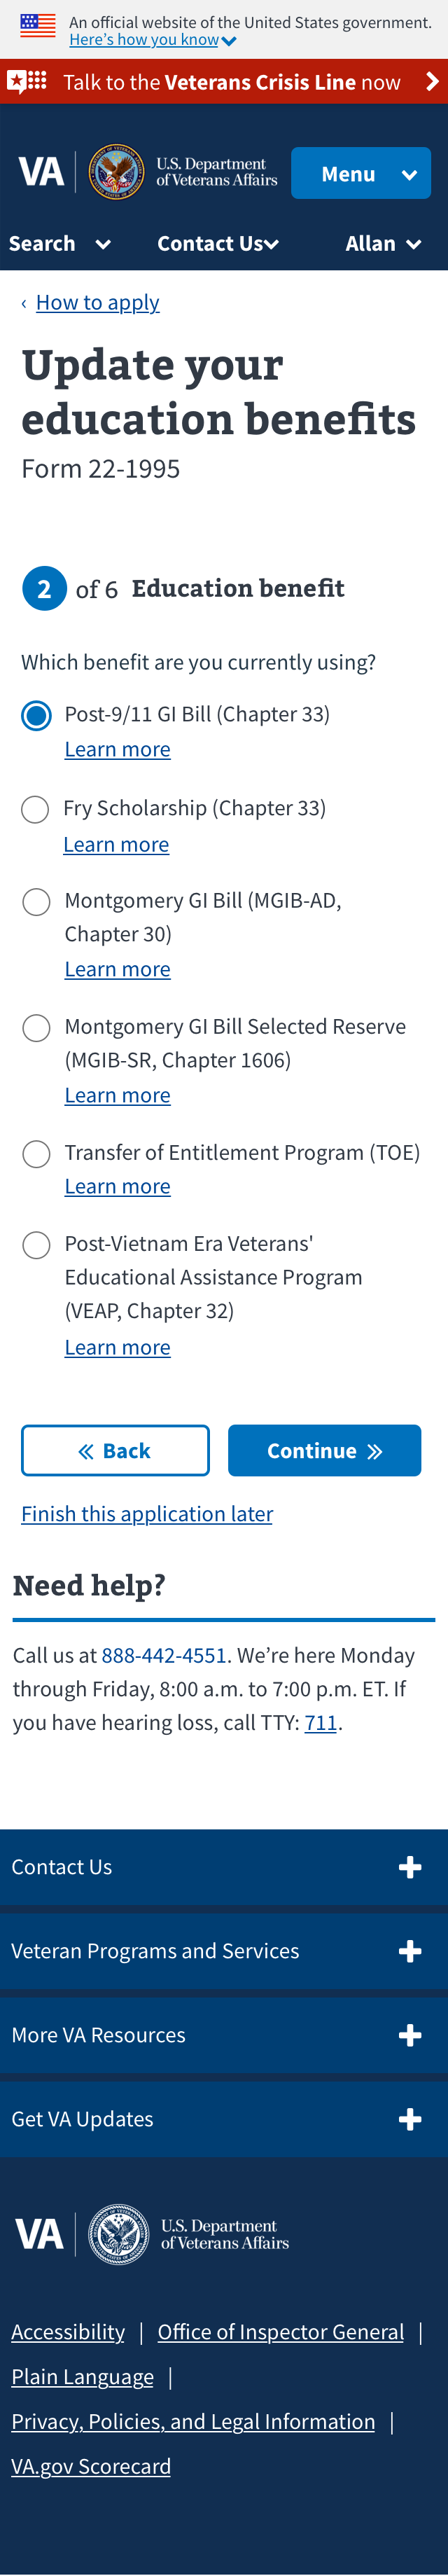 An official website of the United States government.
Here’s how you know
Talk to the Veterans Crisis Line now
VA
U.S. Department
of Veterans Affairs
Menu
Search
Contact Us
Allan
‹ How to apply
Update your
education benefits
Form 22-1995
2 of 6 Education benefit
Which benefit are you currently using?
Post-9/11 GI Bill (Chapter 33)
Learn more
Fry Scholarship (Chapter 33)
Learn more
Montgomery GI Bill (MGIB-AD,
Chapter 30)
Learn more
Montgomery GI Bill Selected Reserve
(MGIB-SR, Chapter 1606)
Learn more
Transfer of Entitlement Program (TOE)
Learn more
Post-Vietnam Era Veterans'
Educational Assistance Program
(VEAP, Chapter 32)
Learn more
« Back
Continue »
Finish this application later
Need help?
Call us at 888-442-4551. We’re here Monday
through Friday, 8:00 a.m. to 7:00 p.m. ET. If
you have hearing loss, call TTY: 711.
Contact Us
Veteran Programs and Services
More VA Resources
Get VA Updates
VA
U.S. Department
of Veterans Affairs
Accessibility | Office of Inspector General |
Plain Language |
Privacy, Policies, and Legal Information |
VA.gov Scorecard